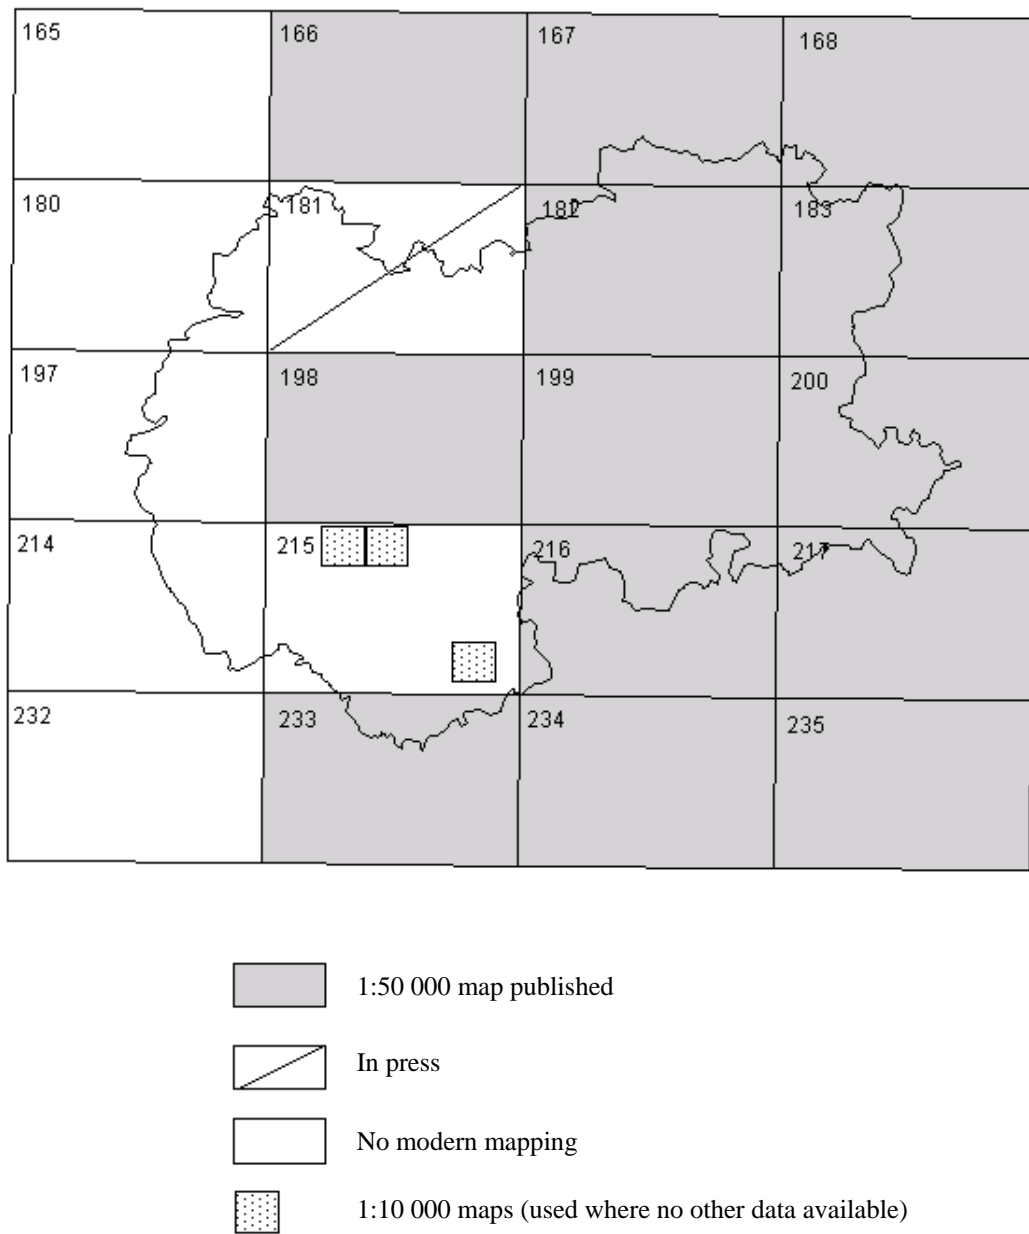 165 166 167 168
180 181 182 183
197 198 199 200
214 215 216 217
232 233 234 235
1:50 000 map published
In press
No modern mapping
1:10 000 maps (used where no other data available)